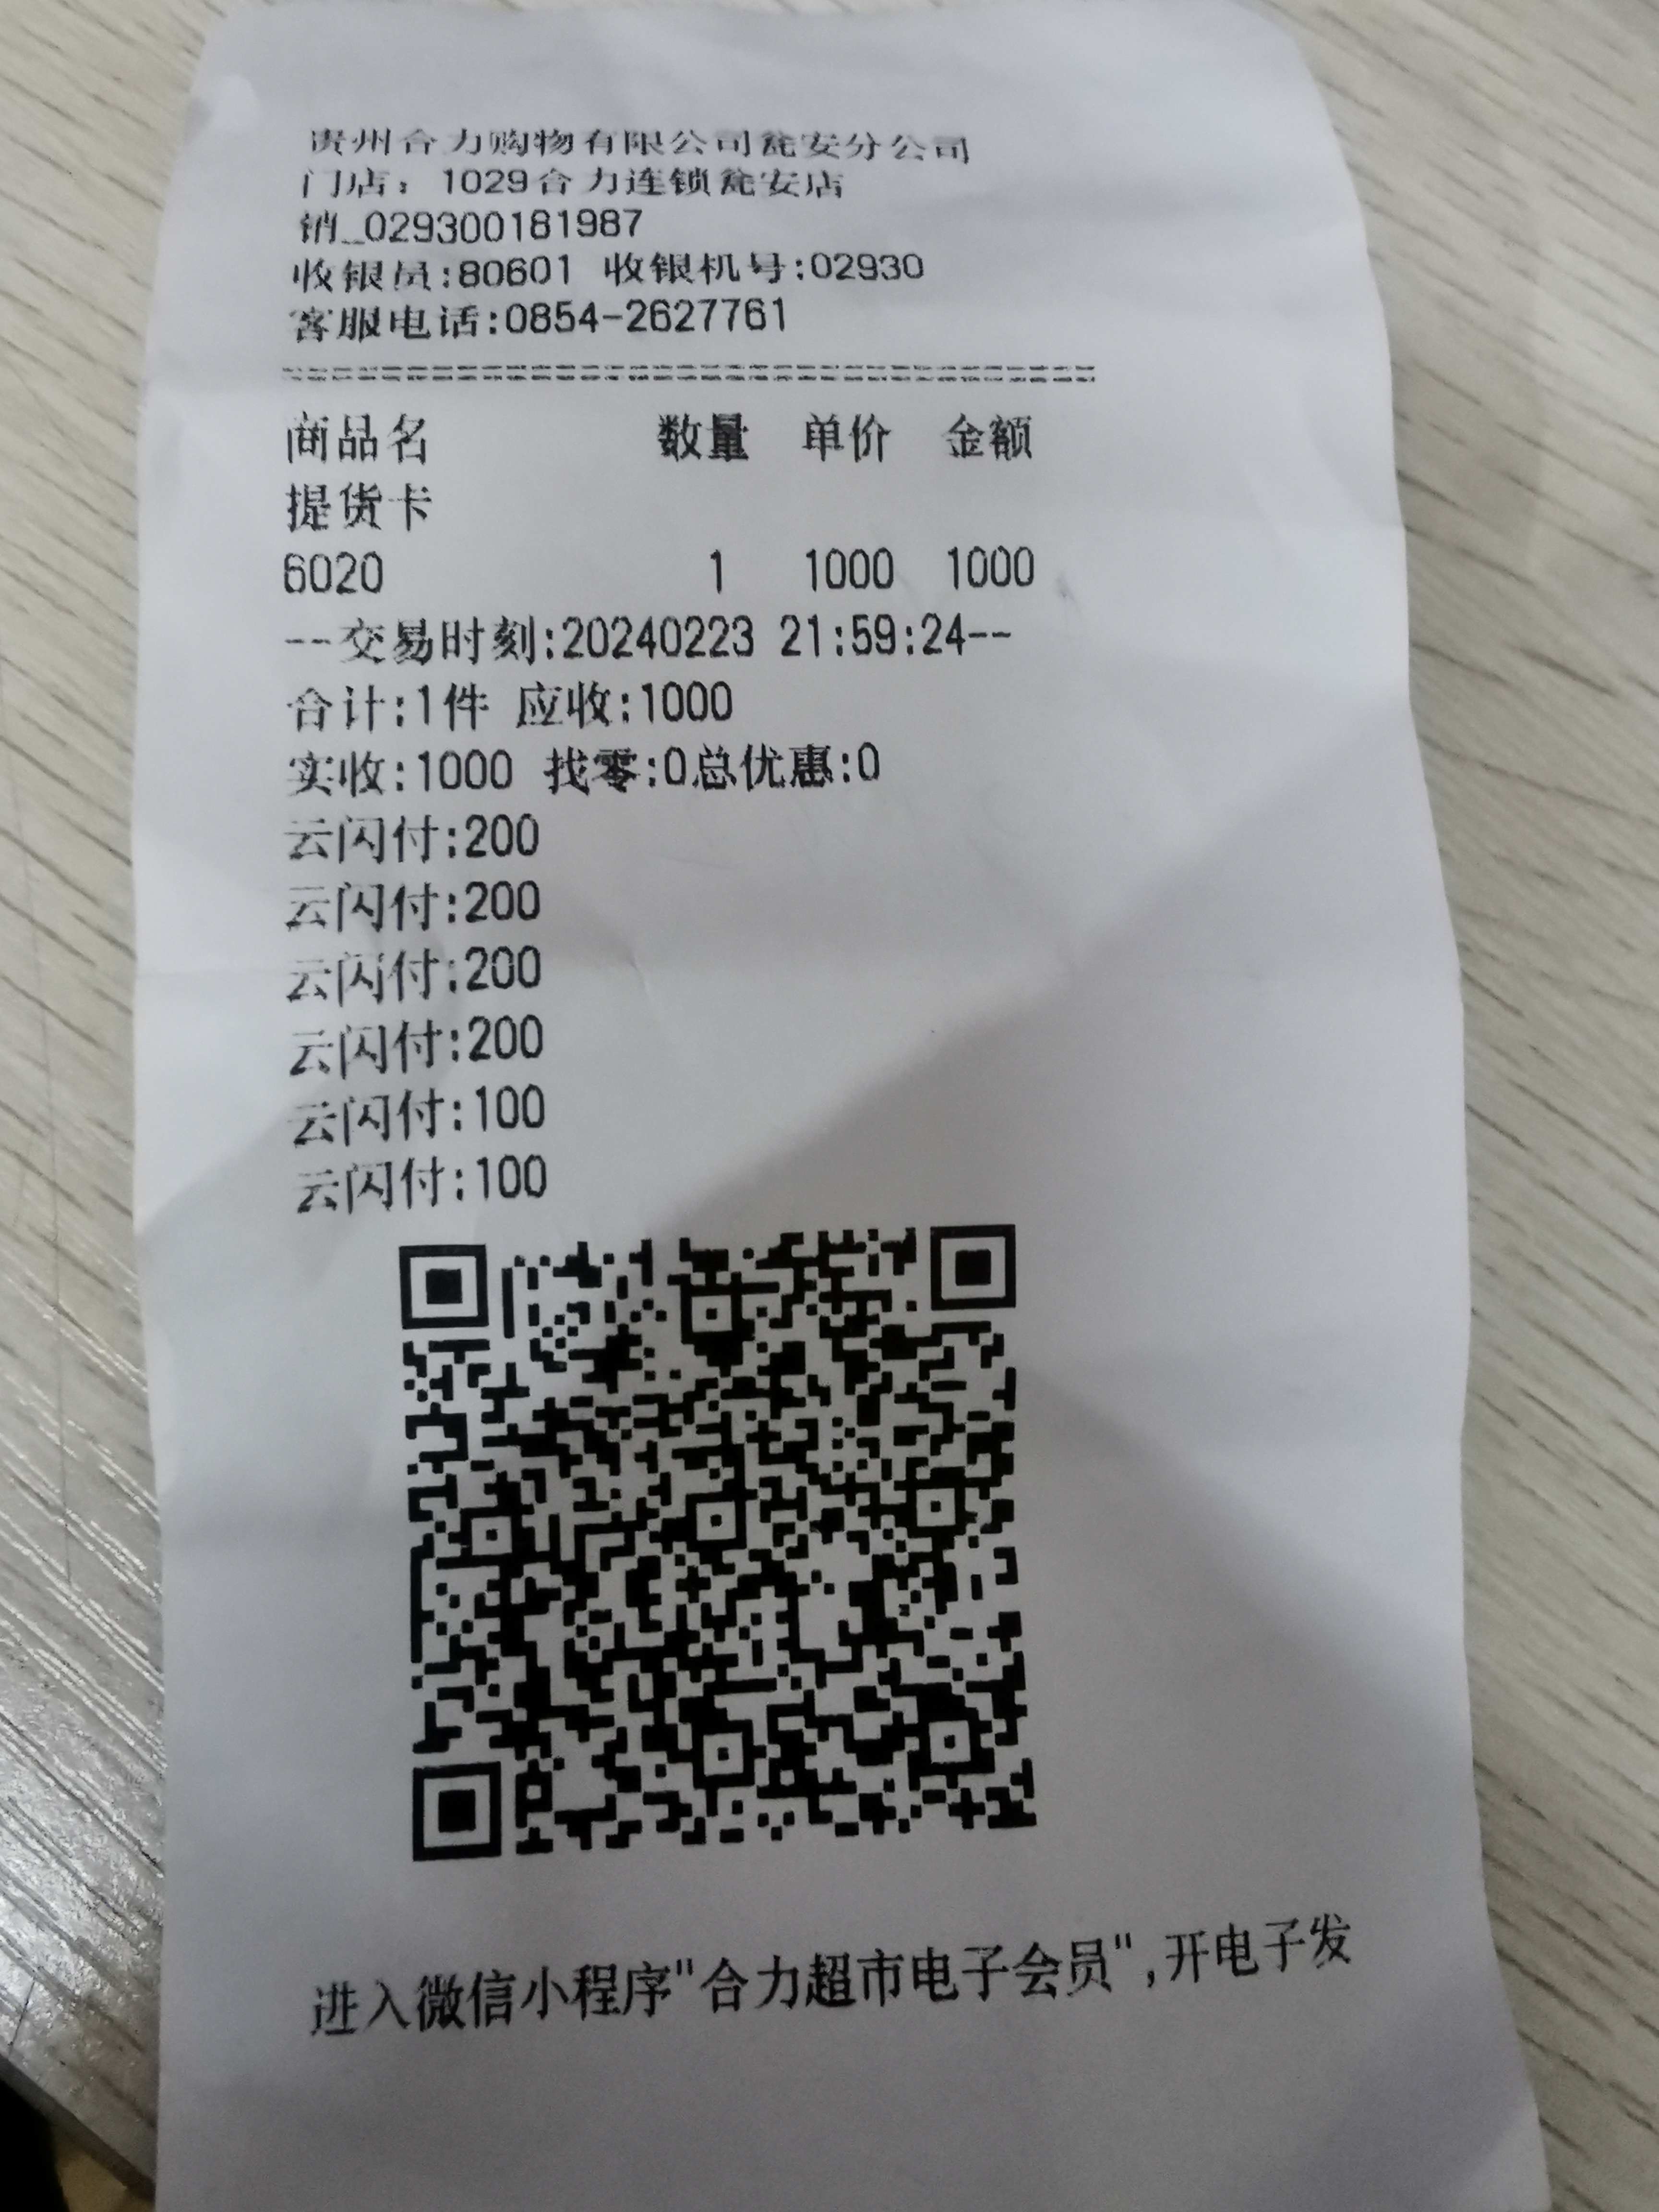 贵州合力购物有限公司瓮安分公司
门店：1029合力连锁瓮安店
销_029300181987
收银员:80601 收银机号:02930
客服电话:0854-2627761
==================================
商品名 数量 单价 金额
提货卡
6020 1 1000 1000
--交易时刻:20240223 21:59:24--
合计:1件 应收:1000
实收:1000 找零:0总优惠:0
云闪付:200
云闪付:200
云闪付:200
云闪付:200
云闪付:100
云闪付:100
进入微信小程序"合力超市电子会员",开电子发